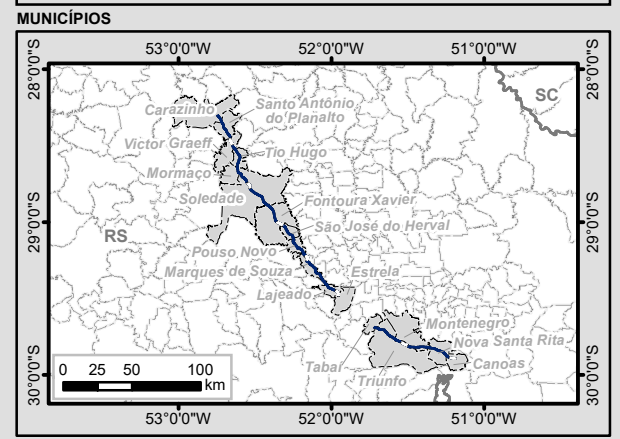 MUNICÍPIOS
53°0'0"W 52°0'0"W 51°0'0"W
28°0'0"S
28°0'0"S
SC
Carazinho
Santo Antônio
do Planalto
Victor Graeff
Tio Hugo
Mormaço
Soledade
Fontoura Xavier
29°0'0"S
RS
São José do Herval
29°0'0"S
Pouso Novo
Marques de Souza
Estrela
Lajeado
Montenegro
Nova Santa Rita
Tabaí
Canoas
Triunfo
0 25 50 100
km
30°0'0"S
30°0'0"S
53°0'0"W 52°0'0"W 51°0'0"W